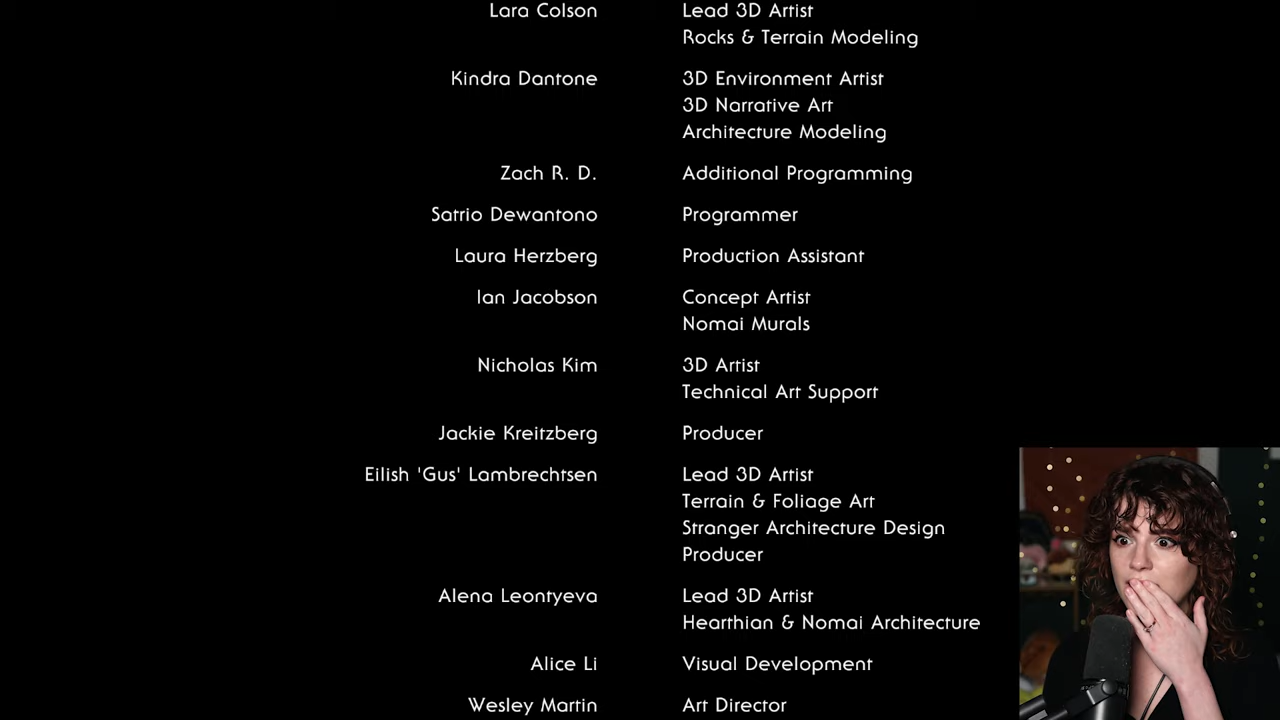 Lara Colson Lead 3D Artist
Rocks & Terrain Modeling
Kindra Dantone 3D Environment Artist
3D Narrative Art
Architecture Modeling
Zach R. D. Additional Programming
Satrio Dewantono Programmer
Laura Herzberg Production Assistant
Ian Jacobson Concept Artist
Nomai Murals
Nicholas Kim 3D Artist
Technical Art Support
Jackie Kreitzberg Producer
Eilish 'Gus' Lambrechtsen Lead 3D Artist
Terrain & Foliage Art
Stranger Architecture Design
Producer
Alena Leontyeva Lead 3D Artist
Hearthian & Nomai Architecture
Alice Li Visual Development
Wesley Martin Art Director